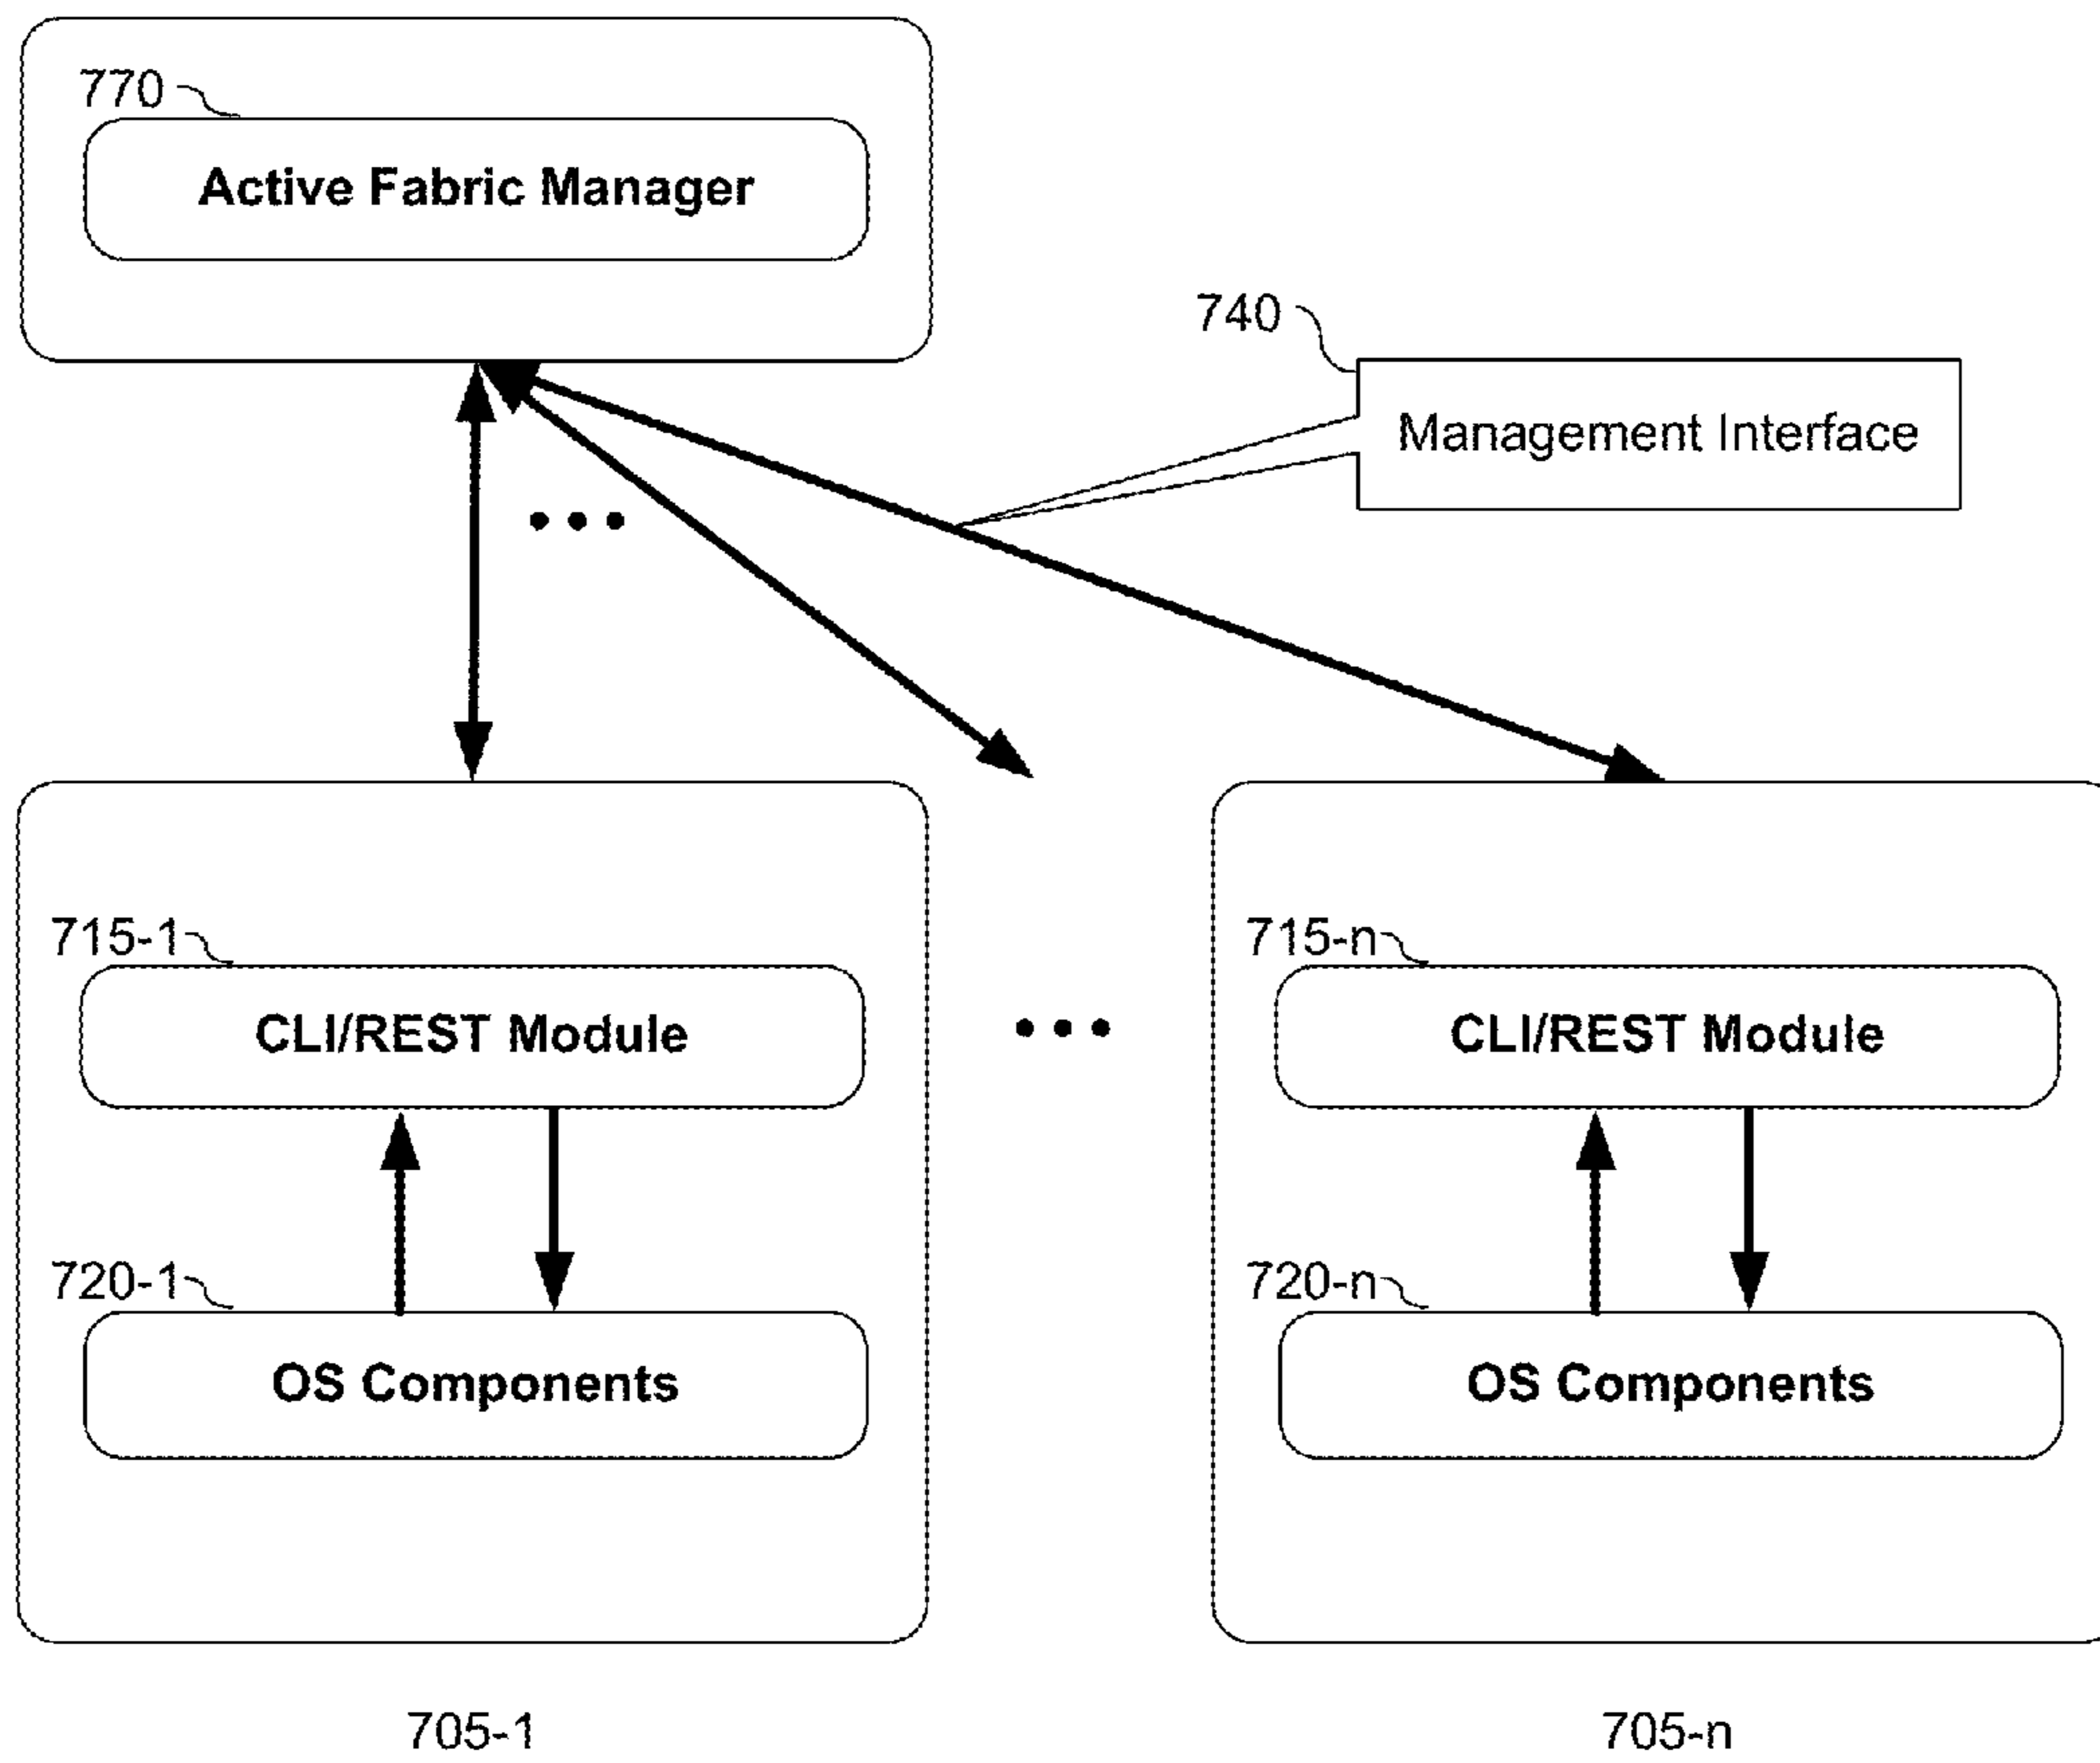 770
Active Fabric Manager
740
Management Interface
715-1
CLI/REST Module
720-1
OS Components
705-1
715-n
CLI/REST Module
720-n
OS Components
705-n